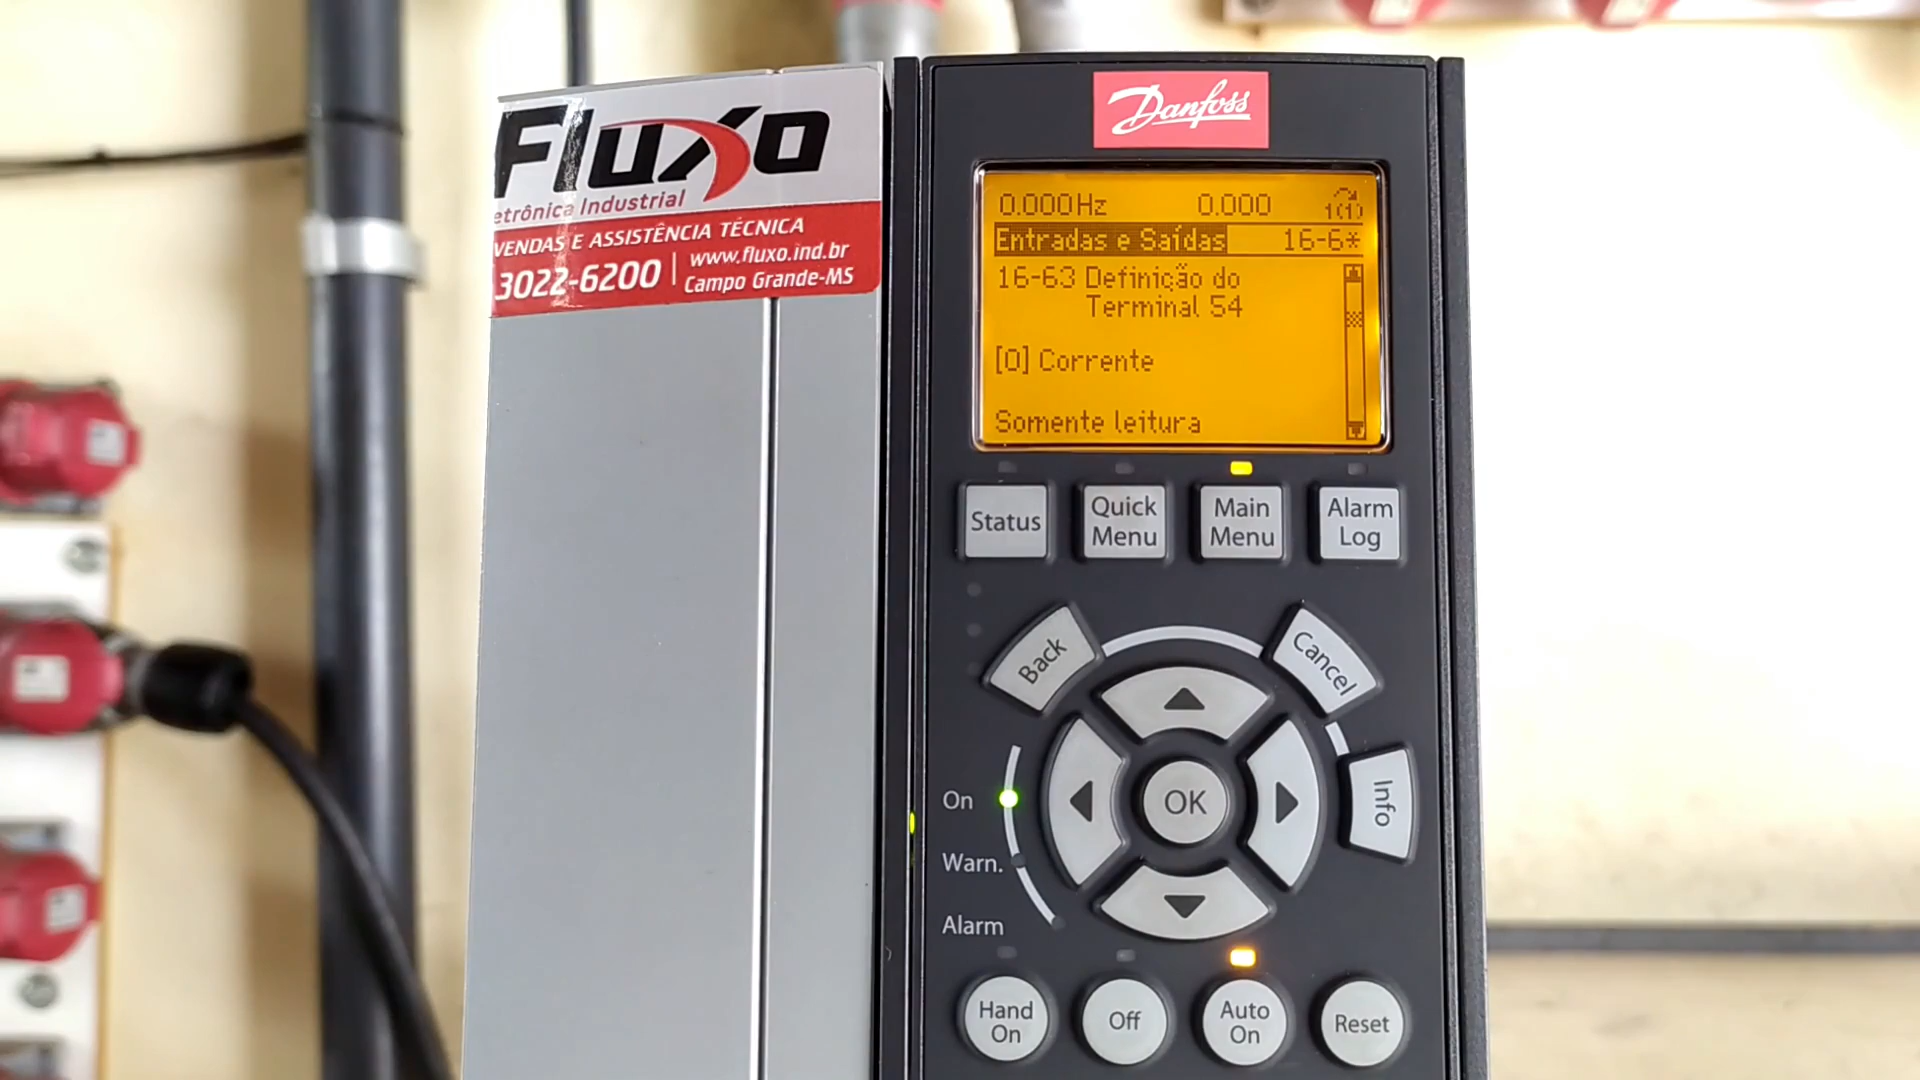 Fluxo
etrônica Industrial
VENDAS E ASSISTÊNCIA TÉCNICA
3022-6200
www.fluxo.ind.br
Campo Grande-MS
Danfoss
0.000Hz 0.000 1(1)
Entradas e Saídas 16-6*
16-63 Definição do
Terminal 54
[0] Corrente
Somente leitura
Status
Quick
Menu
Main
Menu
Alarm
Log
Back
Cancel
OK
Info
On
Warn.
Alarm
Hand
On
Off
Auto
On
Reset